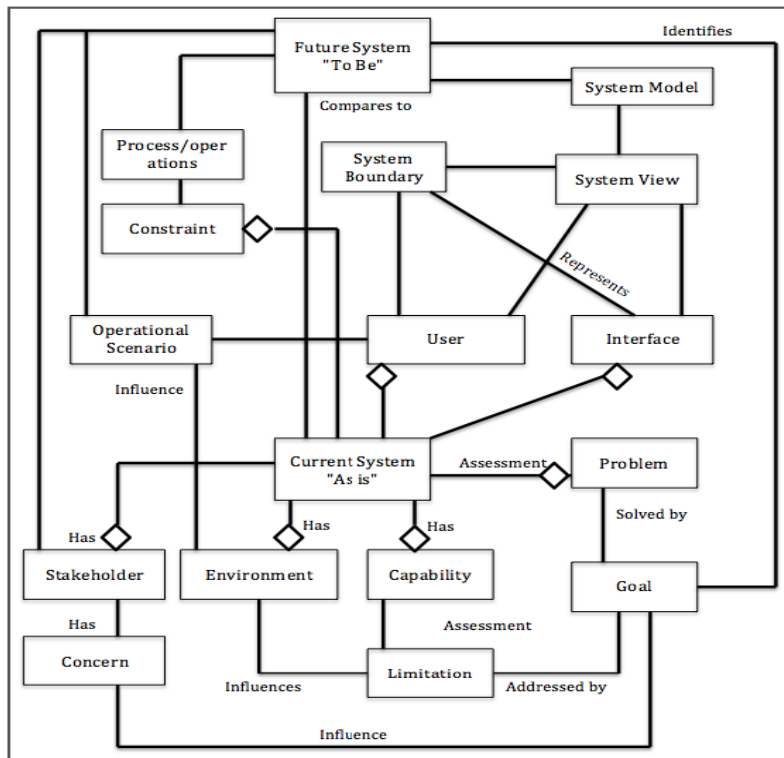 Future System
"To Be"
Identifies
System Model
Compares to
Process/oper
ations
System
Boundary
System View
Constraint
Represents
Operational
Scenario
User
Interface
Influence
Current System
"As is"
Assessment
Problem
Solved by
Has
Has
Has
Stakeholder
Environment
Capability
Goal
Has
Assessment
Concern
Limitation
Influences
Addressed by
Influence